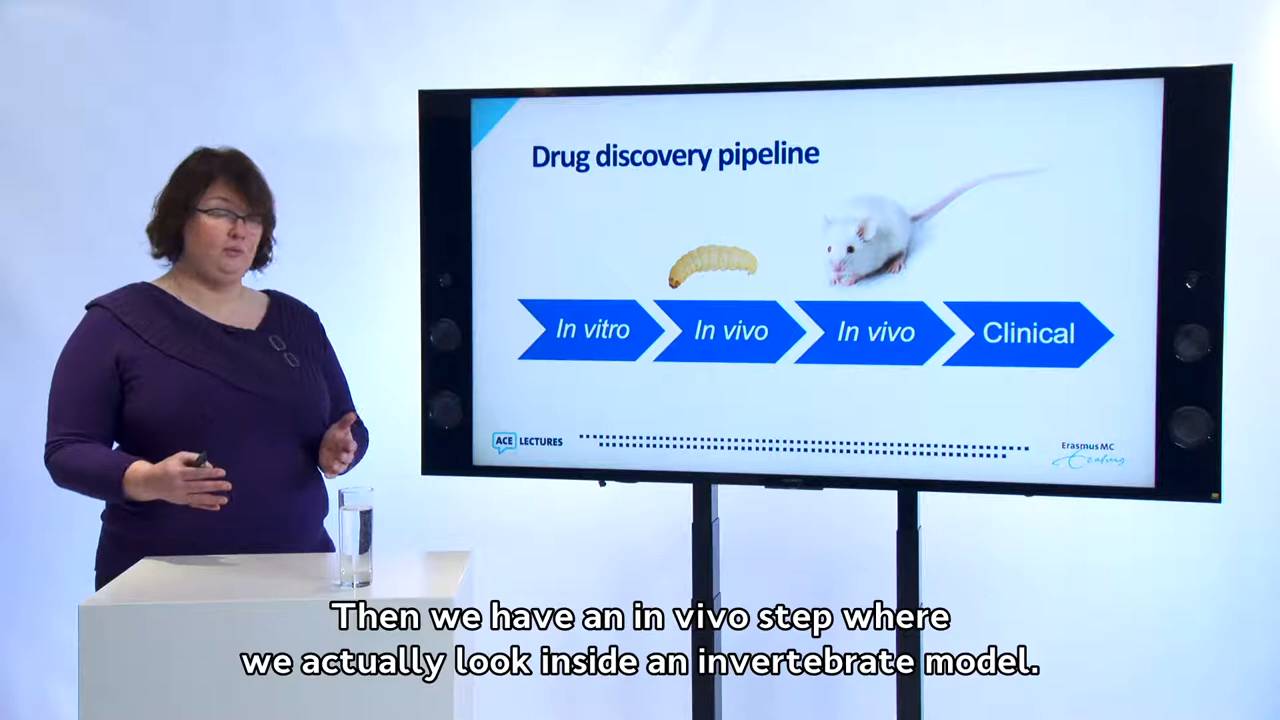 Drug discovery pipeline
In vitro
In vivo
In vivo
Clinical
ACE LECTURES
Erasmus MC
Erasmus
Then we have an in vivo step where
we actually look inside an invertebrate model.